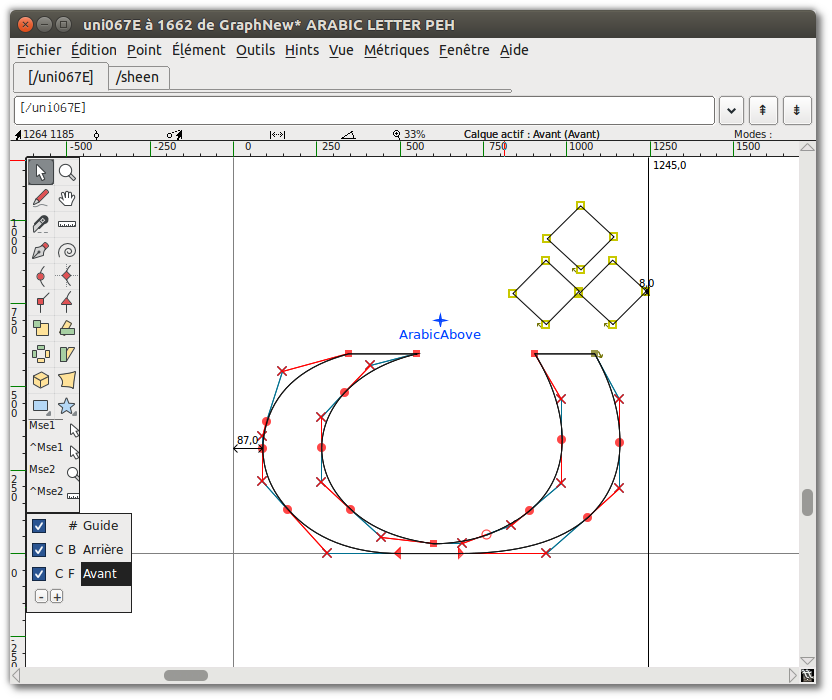 uni067E à 1662 de GraphNew* ARABIC LETTER PEH
Fichier Édition Point Élément Outils Hints Vue Métriques Fenêtre Aide
[/uni067E] /sheen
[/uni067E]
1264 1185 33% Calque actif : Avant (Avant) Modes :
-500 -250 0 250 500 750 1000 1250 1500
1245,0
1000
8,0
750
ArabicAbove
500
87,0
Mse1
^Mse1
Mse2
^Mse2
250
# Guide
C B Arrière
C F Avant
0
- +
-250